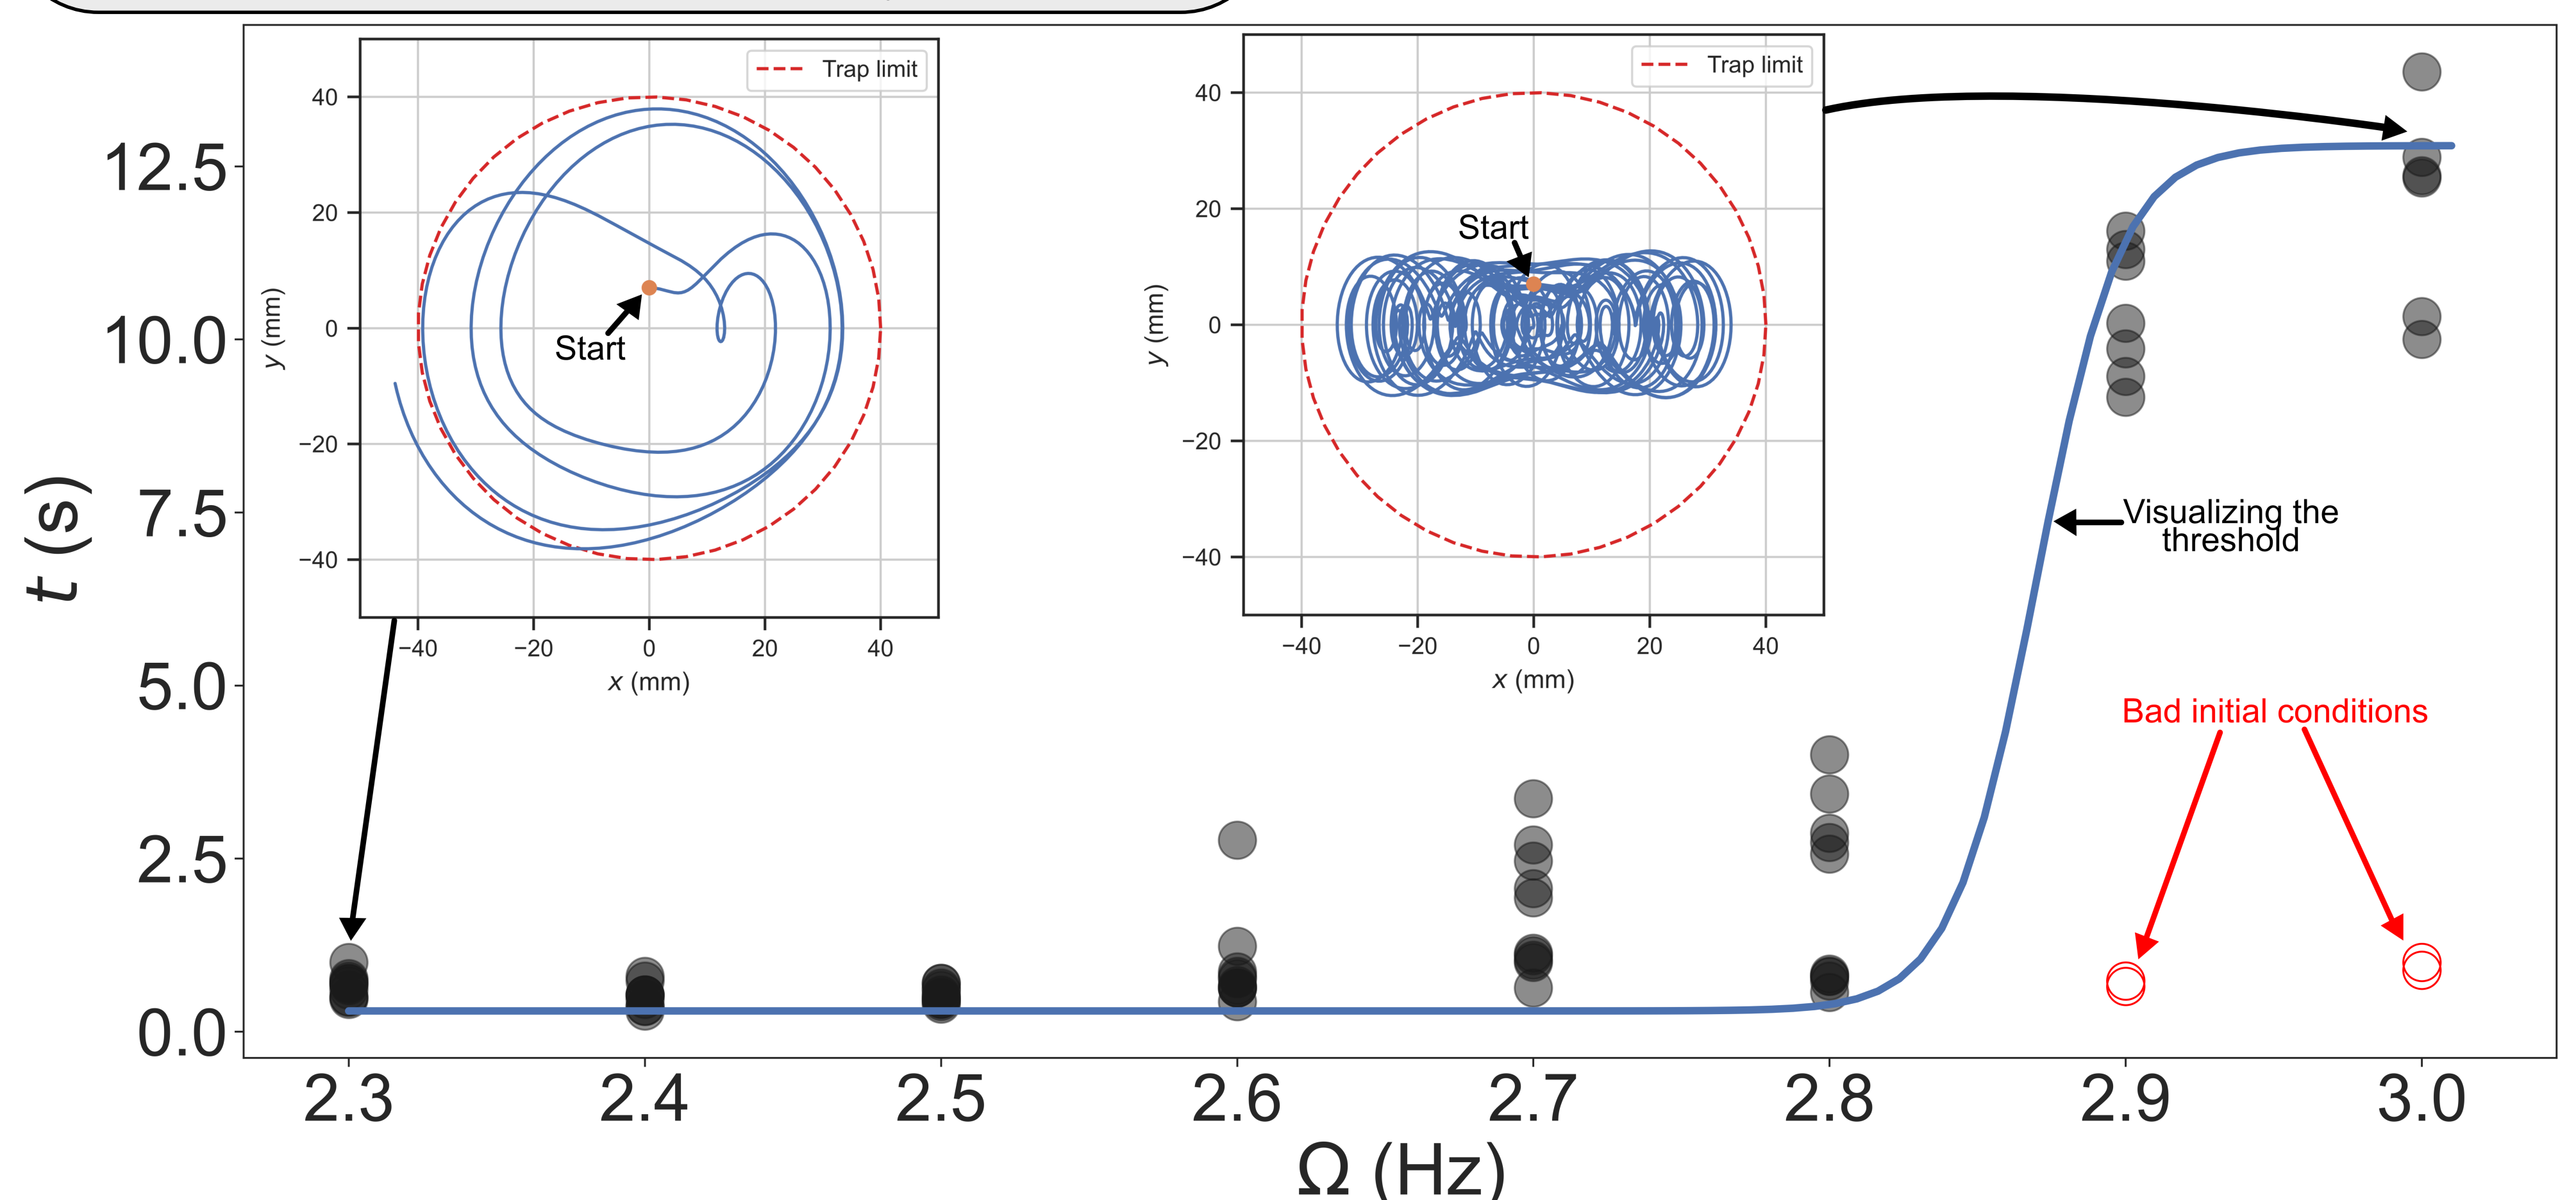 Trap limit
40
20
0
−20
−40
y (mm)
Start
−40
−20
0
20
40
x (mm)
Trap limit
40
20
0
−20
−40
y (mm)
Start
−40
−20
0
20
40
x (mm)
12.5
10.0
7.5
5.0
2.5
0.0
t (s)
Visualizing the
threshold
Bad initial conditions
2.3
2.4
2.5
2.6
2.7
2.8
2.9
3.0
Ω (Hz)